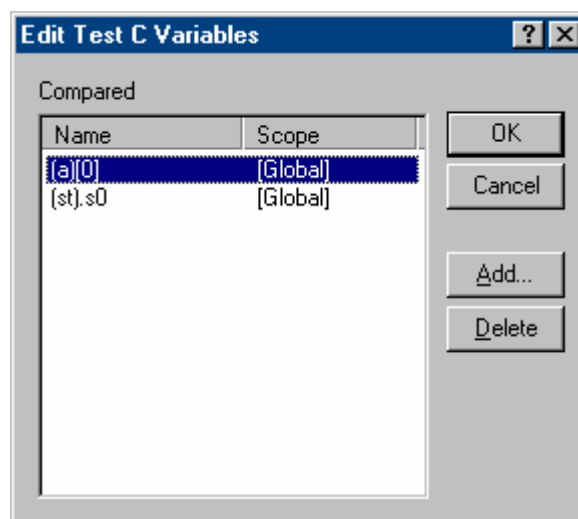 Edit Test C Variables
Compared
Name Scope
(a)[0] [Global]
(st).s0 [Global]
OK
Cancel
Add...
Delete